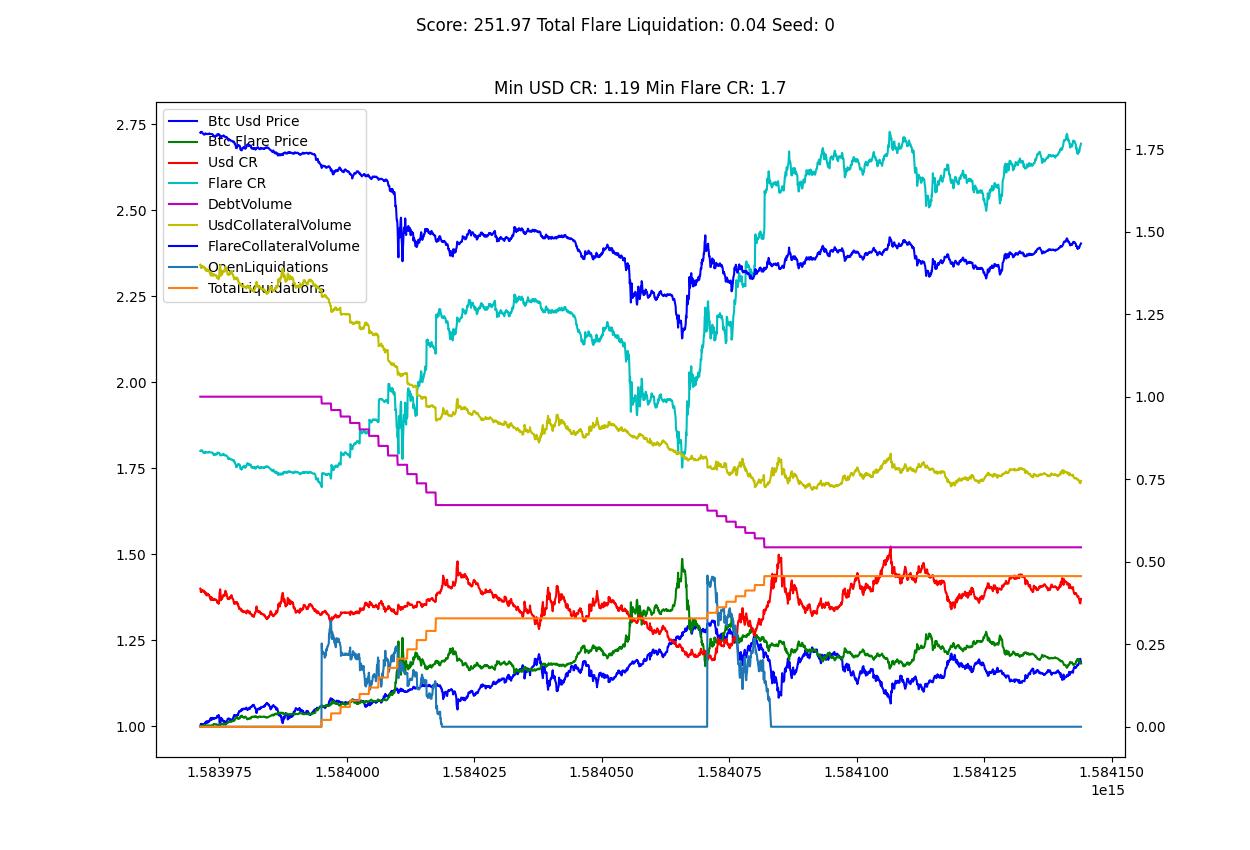 Score: 251.97 Total Flare Liquidation: 0.04 Seed: 0
Min USD CR: 1.19 Min Flare CR: 1.7
Btc Usd Price
Btc Flare Price
Usd CR
Flare CR
DebtVolume
UsdCollateralVolume
FlareCollateralVolume
OpenLiquidations
TotalLiquidations
2.75
2.50
2.25
2.00
1.75
1.50
1.25
1.00
1.75
1.50
1.25
1.00
0.75
0.50
0.25
0.00
1.583975
1.584000
1.584025
1.584050
1.584075
1.584100
1.584125
1.584150
1e15